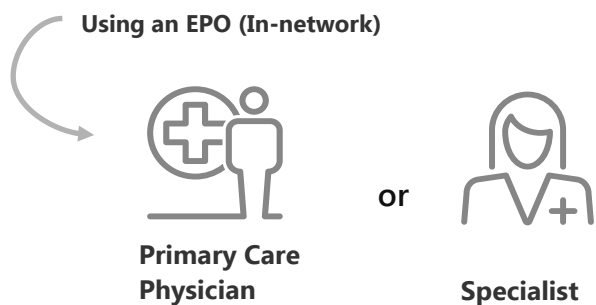 Using an EPO (In-network)
or
Primary Care
Physician
Specialist